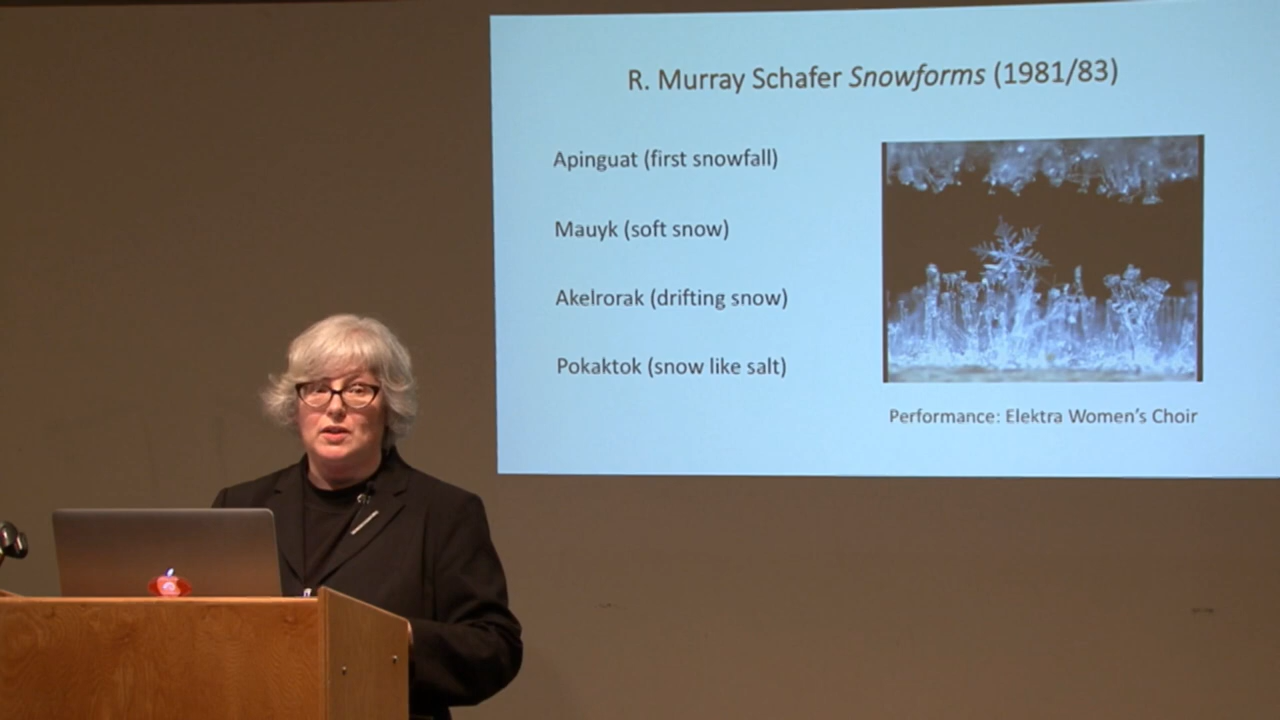 R. Murray Schafer Snowforms (1981/83)
Apinguat (first snowfall)
Mauyk (soft snow)
Akelrorak (drifting snow)
Pokaktok (snow like salt)
Performance: Elektra Women's Choir